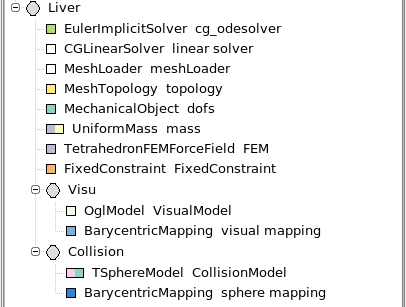 Liver
EulerImplicitSolver cg_odesolver
CGLinearSolver linear solver
MeshLoader meshLoader
MeshTopology topology
MechanicalObject dofs
UniformMass mass
TetrahedronFEMForceField FEM
FixedConstraint FixedConstraint
Visu
OglModel VisualModel
BarycentricMapping visual mapping
Collision
TSphereModel CollisionModel
BarycentricMapping sphere mapping